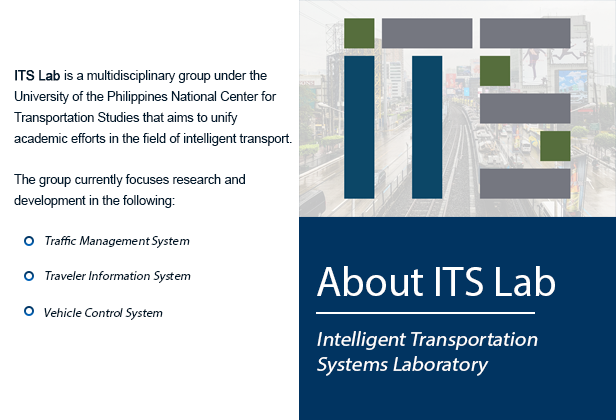 ITS Lab is a multidisciplinary group under the
University of the Philippines National Center for
Transportation Studies that aims to unify
academic efforts in the field of intelligent transport.
The group currently focuses research and
development in the following:
Traffic Management System
Traveler Information System
Vehicle Control System
ITS
About ITS Lab
Intelligent Transportation
Systems Laboratory